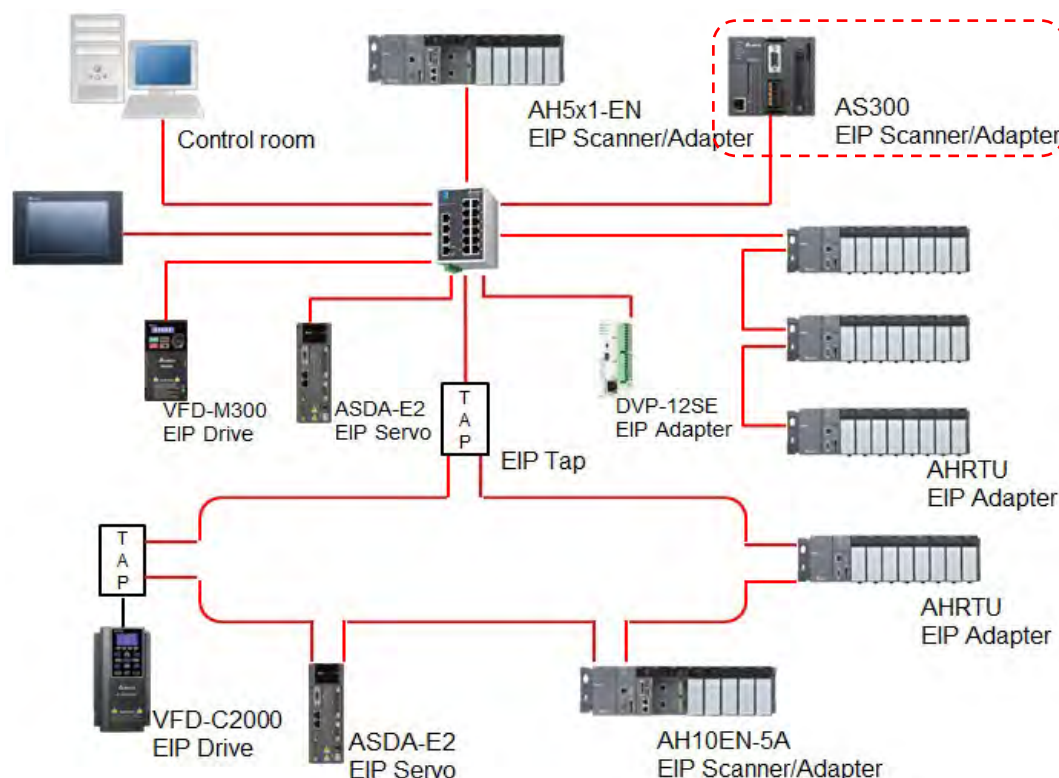 Control room
AH5x1-EN
EIP Scanner/Adapter
AS300
EIP Scanner/Adapter
VFD-M300
EIP Drive
ASDA-E2
EIP Servo
T
A
P
EIP Tap
DVP-12SE
EIP Adapter
AHRTU
EIP Adapter
T
A
P
VFD-C2000
EIP Drive
ASDA-E2
EIP Servo
AH10EN-5A
EIP Scanner/Adapter
AHRTU
EIP Adapter